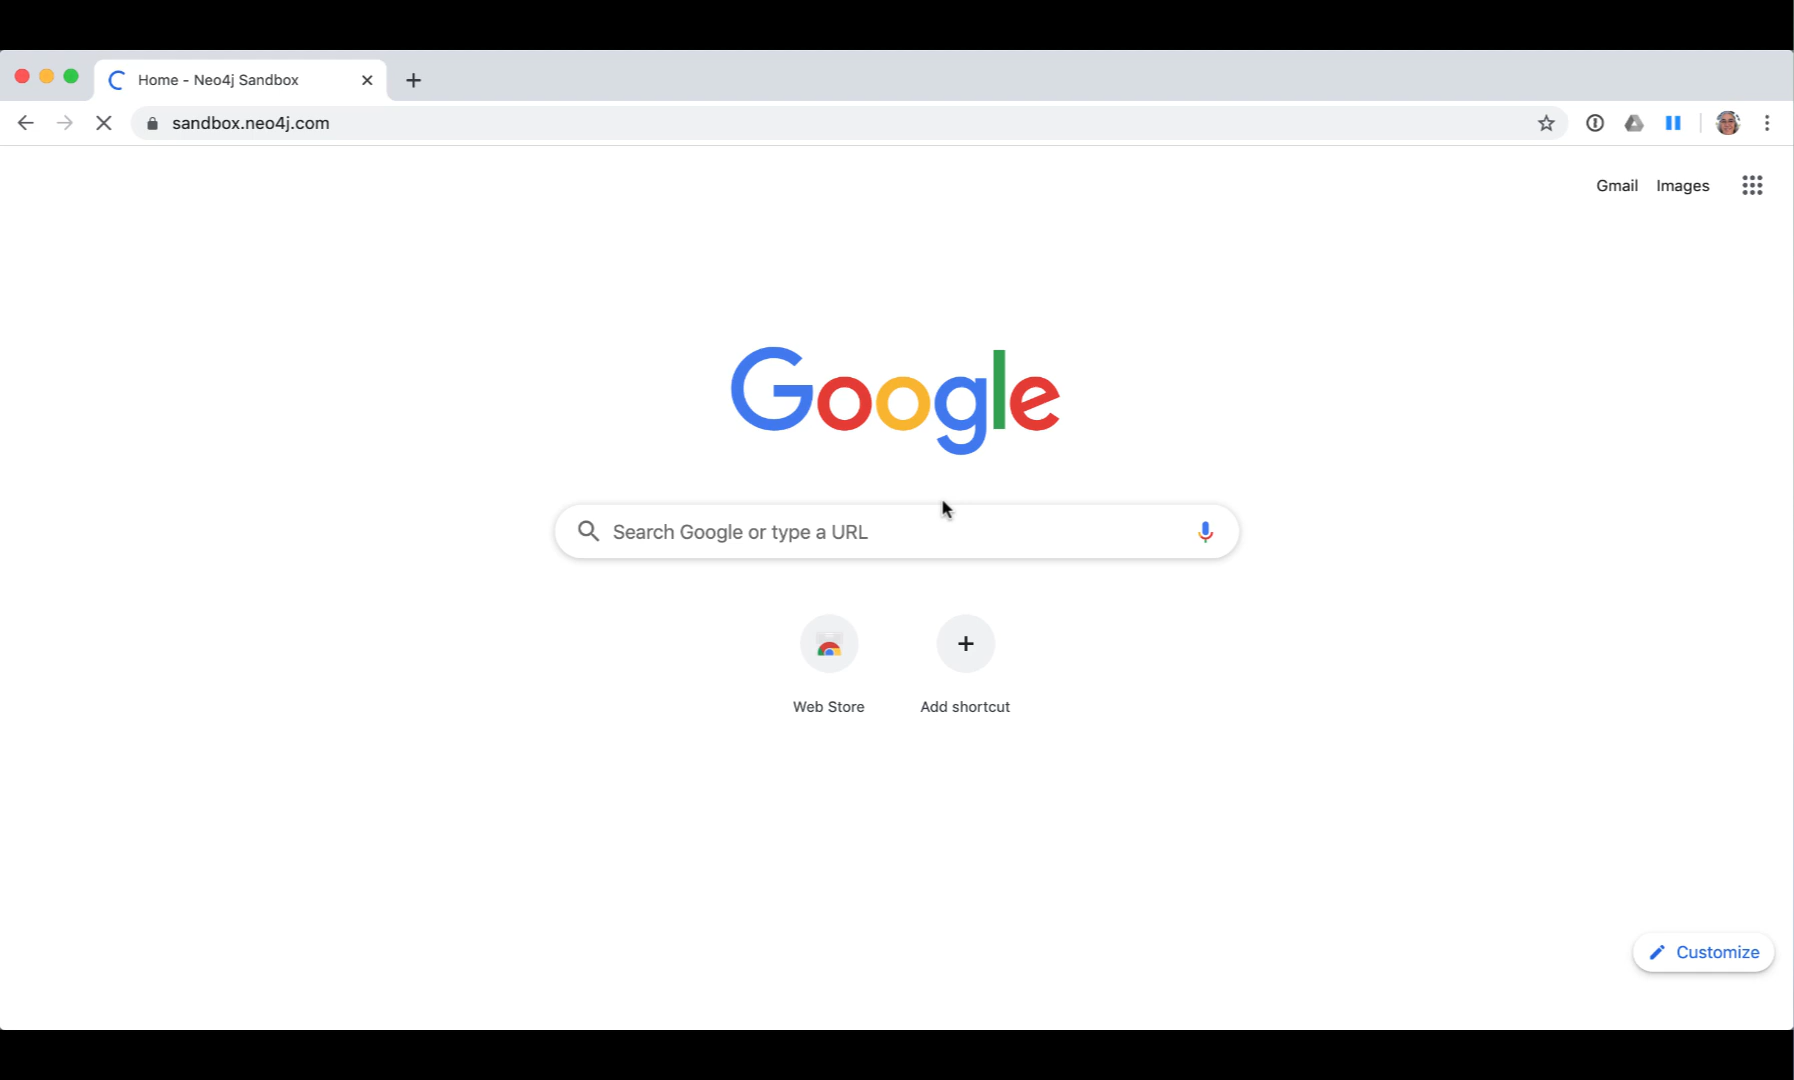 Home - Neo4j Sandbox
sandbox.neo4j.com
Gmail Images
Google
Search Google or type a URL
Web Store Add shortcut
Customize